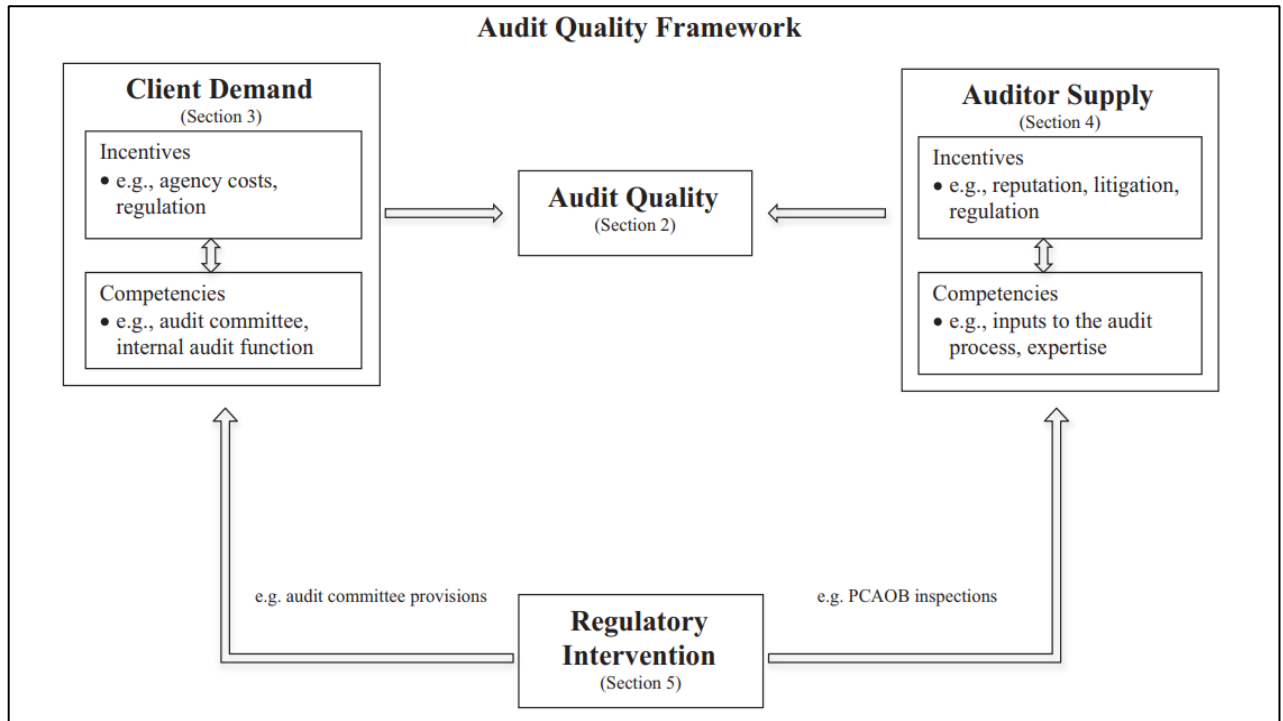 Audit Quality Framework
Client Demand
(Section 3)
Incentives
• e.g., agency costs,
regulation
Competencies
• e.g., audit committee,
internal audit function
Audit Quality
(Section 2)
Auditor Supply
(Section 4)
Incentives
• e.g., reputation, litigation,
regulation
Competencies
• e.g., inputs to the audit
process, expertise
e.g. audit committee provisions
Regulatory
Intervention
(Section 5)
e.g. PCAOB inspections